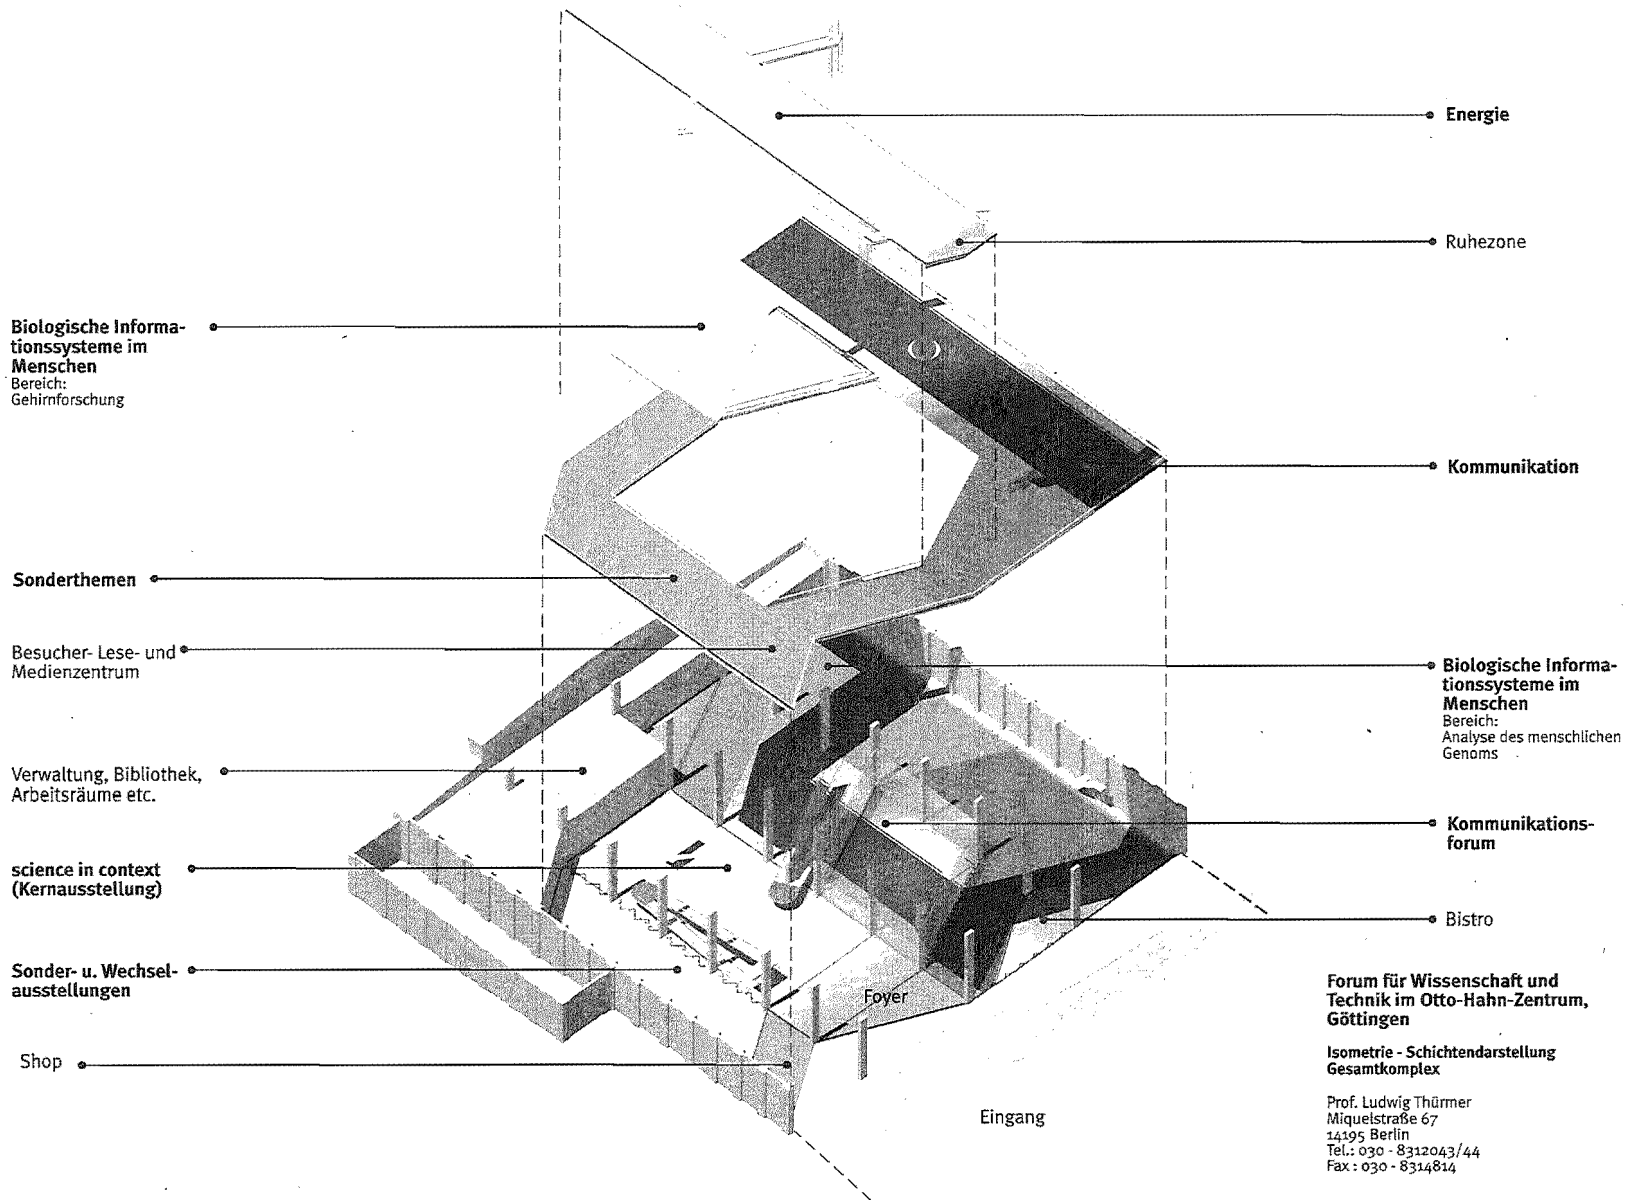 Energie
Ruhezone
Biologische Informa-
tionssysteme im
Menschen
Bereich:
Gehirnforschung
Kommunikation
Sonderthemen
Besucher- Lese- und
Medienzentrum
Biologische Informa-
tionssysteme im
Menschen
Bereich:
Analyse des menschlichen
Genoms
Verwaltung, Bibliothek,
Arbeitsräume etc.
Kommunikations-
forum
science in context
(Kernausstellung)
Bistro
Sonder- u. Wechsel-
ausstellungen
Foyer
Shop
Eingang
Forum für Wissenschaft und
Technik im Otto-Hahn-Zentrum,
Göttingen
Isometrie - Schichtendarstellung
Gesamtkomplex
Prof. Ludwig Thürmer
Miquelstraße 67
14195 Berlin
Tel.: 030 - 8312043/44
Fax : 030 - 8314814